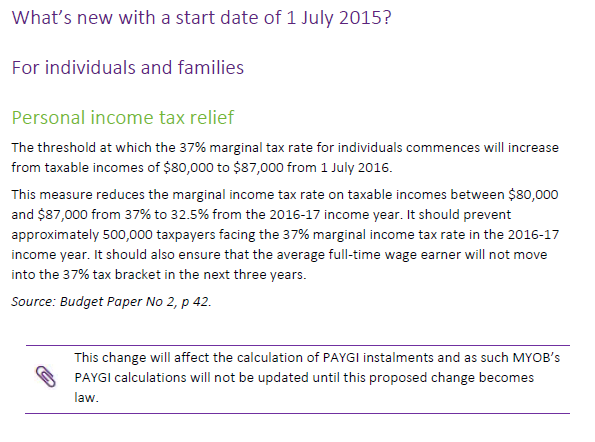 What's new with a start date of 1 July 2015?
For individuals and families
Personal income tax relief
The threshold at which the 37% marginal tax rate for individuals commences will increase
from taxable incomes of $80,000 to $87,000 from 1 July 2016.
This measure reduces the marginal income tax rate on taxable incomes between $80,000
and $87,000 from 37% to 32.5% from the 2016-17 income year. It should prevent
approximately 500,000 taxpayers facing the 37% marginal income tax rate in the 2016-17
income year. It should also ensure that the average full-time wage earner will not move
into the 37% tax bracket in the next three years.
Source: Budget Paper No 2, p 42.
This change will affect the calculation of PAYGI instalments and as such MYOB's
PAYGI calculations will not be updated until this proposed change becomes
law.